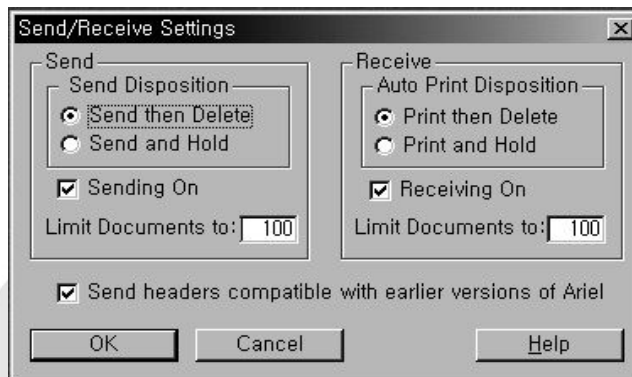 Send/Receive Settings
Send
Send Disposition
Send then Delete
Send and Hold
Sending On
Limit Documents to: 100
Receive
Auto Print Disposition
Print then Delete
Print and Hold
Receiving On
Limit Documents to: 100
Send headers compatible with earlier versions of Ariel
OK
Cancel
Help